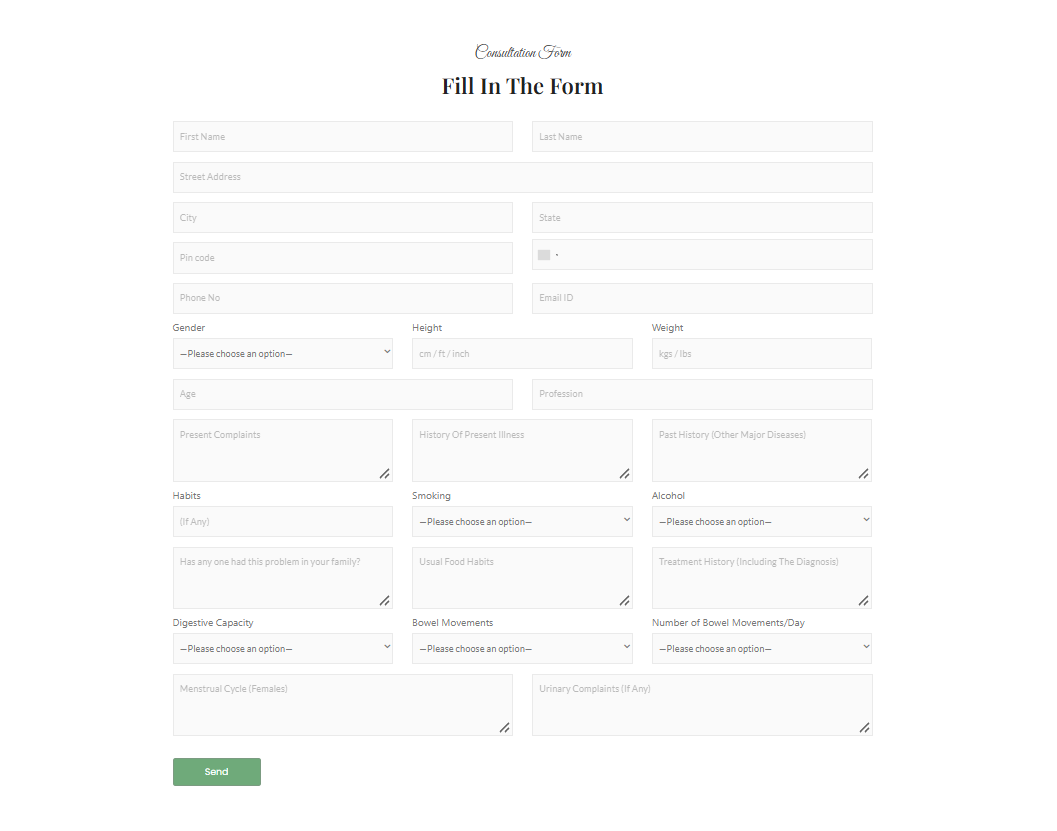 Consultation Form
Fill In The Form
First Name Last Name
Street Address
City State
Pin code
Phone No Email ID
Gender Height Weight
—Please choose an option— cm / ft / inch kgs / lbs
Age Profession
Present Complaints History Of Present Illness Past History (Other Major Diseases)
Habits Smoking Alcohol
(If Any) —Please choose an option— —Please choose an option—
Has any one had this problem in your family? Usual Food Habits Treatment History (Including The Diagnosis)
Digestive Capacity Bowel Movements Number of Bowel Movements/Day
—Please choose an option— —Please choose an option— —Please choose an option—
Menstrual Cycle (Females) Urinary Complaints (If Any)
Send